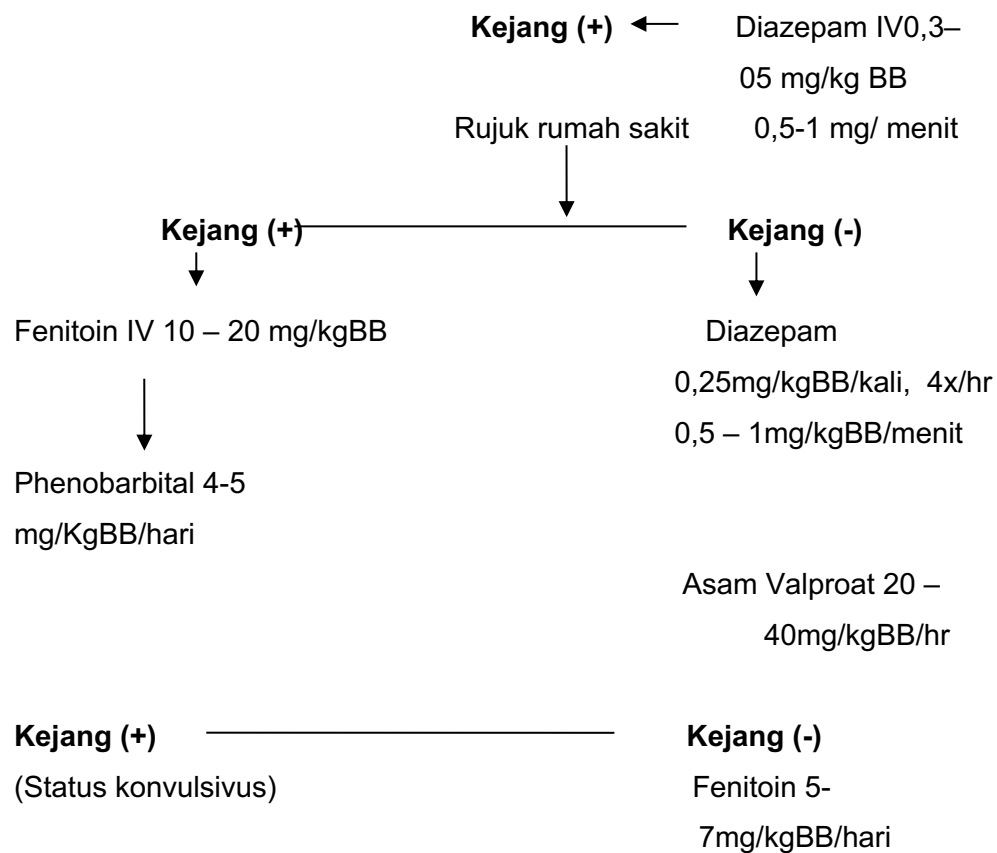 Kejang (+) Diazepam IV0,3–
05 mg/kg BB
Rujuk rumah sakit 0,5-1 mg/ menit
Kejang (+) Kejang (-)
Fenitoin IV 10 – 20 mg/kgBB Diazepam
0,25mg/kgBB/kali, 4x/hr
0,5 – 1mg/kgBB/menit
Phenobarbital 4-5
mg/KgBB/hari
Asam Valproat 20 –
40mg/kgBB/hr
Kejang (+) Kejang (-)
(Status konvulsivus) Fenitoin 5-
7mg/kgBB/hari